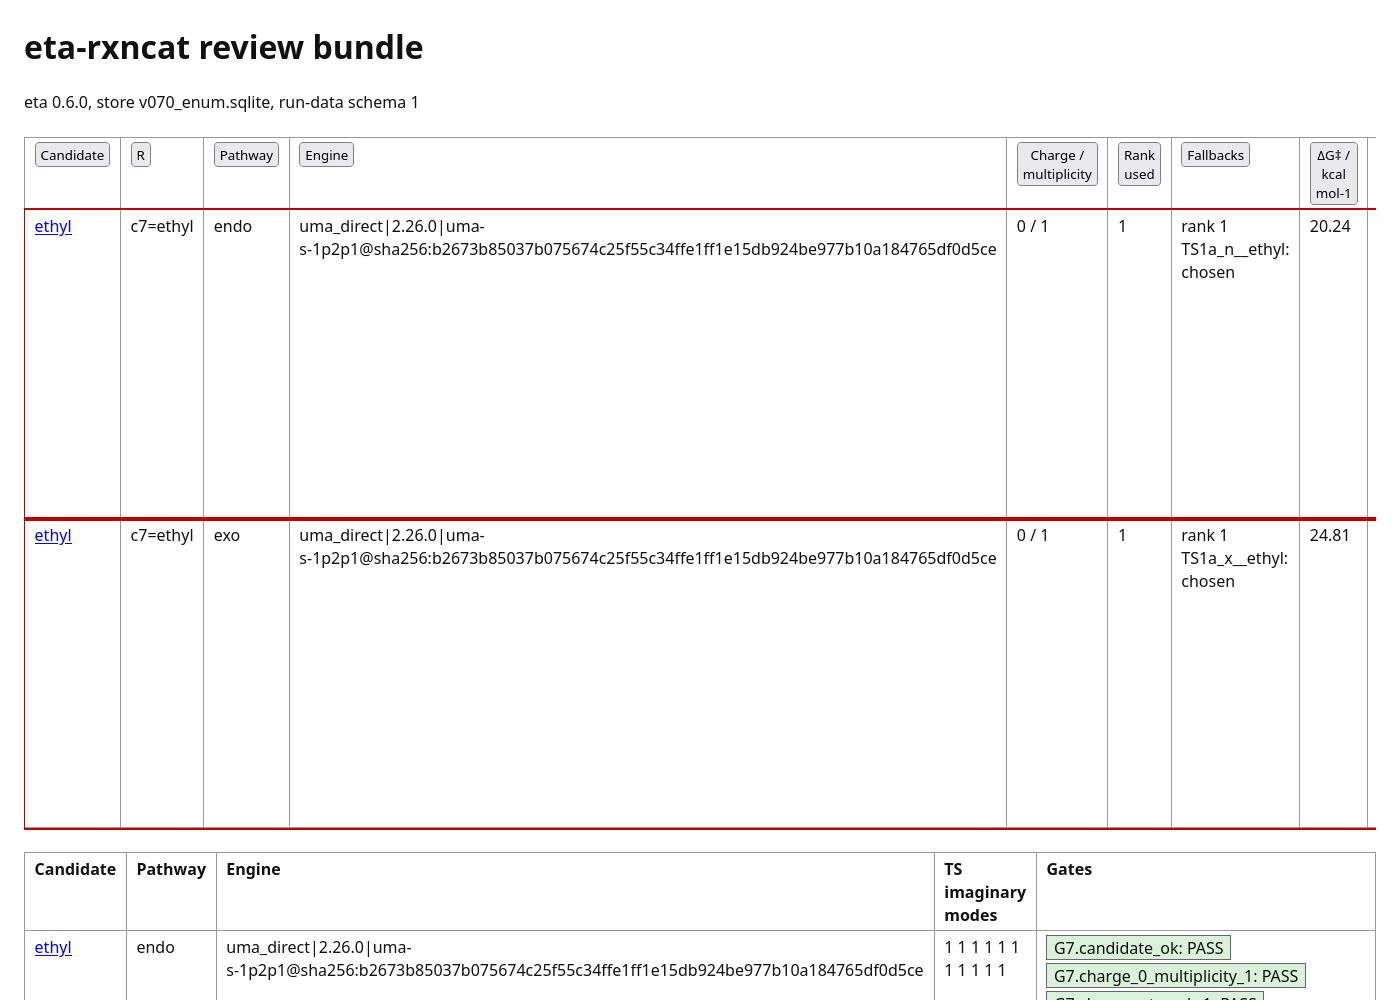 eta-rxncat review bundle
eta 0.6.0, store v070_enum.sqlite, run-data schema 1
Candidate R Pathway Engine Charge / multiplicity Rank used Fallbacks ΔG‡ / kcal mol-1
ethyl c7=ethyl endo uma_direct|2.26.0|uma- 0 / 1 1 rank 1 20.24
s-1p2p1@sha256:b2673b85037b075674c25f55c34ffe1ff1e15db924be977b10a184765df0d5ce TS1a_n__ethyl:
chosen
ethyl c7=ethyl exo uma_direct|2.26.0|uma- 0 / 1 1 rank 1 24.81
s-1p2p1@sha256:b2673b85037b075674c25f55c34ffe1ff1e15db924be977b10a184765df0d5ce TS1a_x__ethyl:
chosen
Candidate Pathway Engine TS imaginary modes Gates
ethyl endo uma_direct|2.26.0|uma- 1 1 1 1 1 1 G7.candidate_ok: PASS
s-1p2p1@sha256:b2673b85037b075674c25f55c34ffe1ff1e15db924be977b10a184765df0d5ce 1 1 1 1 1 G7.charge_0_multiplicity_1: PASS